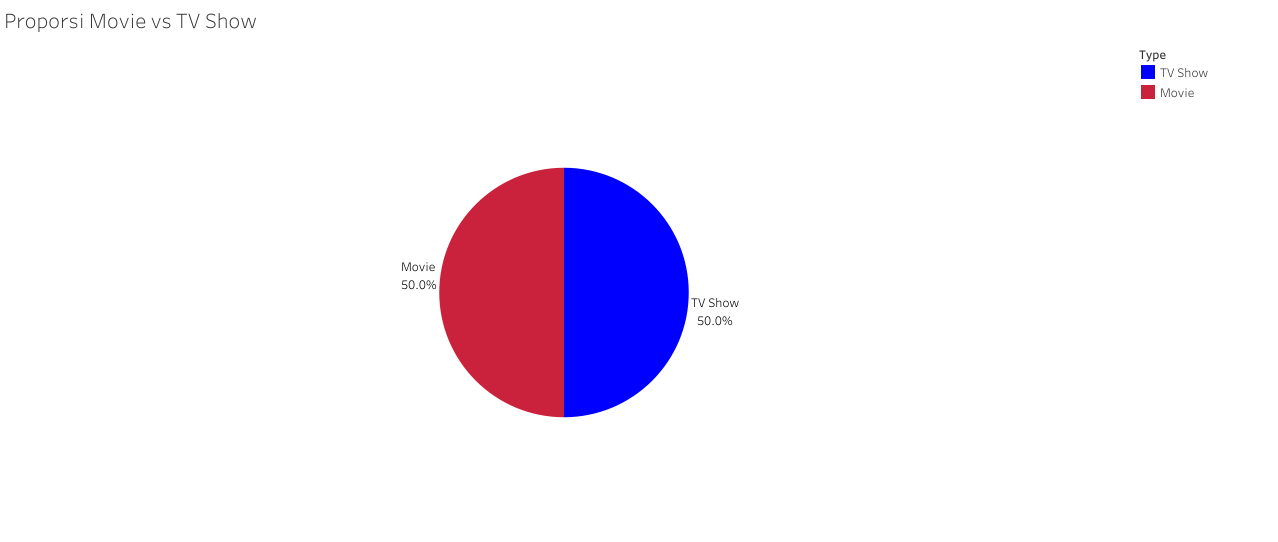 Proporsi Movie vs TV Show
Type
TV Show
Movie
Movie
50.0%
TV Show
50.0%